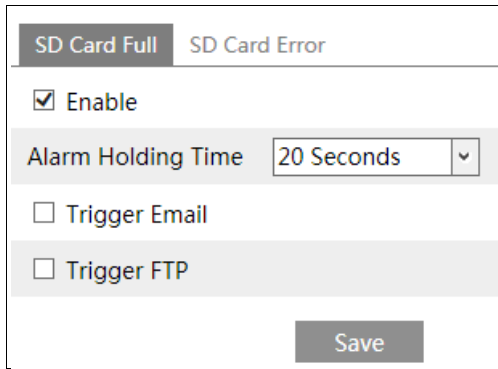 SD Card Full SD Card Error
Enable
Alarm Holding Time 20 Seconds
Trigger Email
Trigger FTP
Save